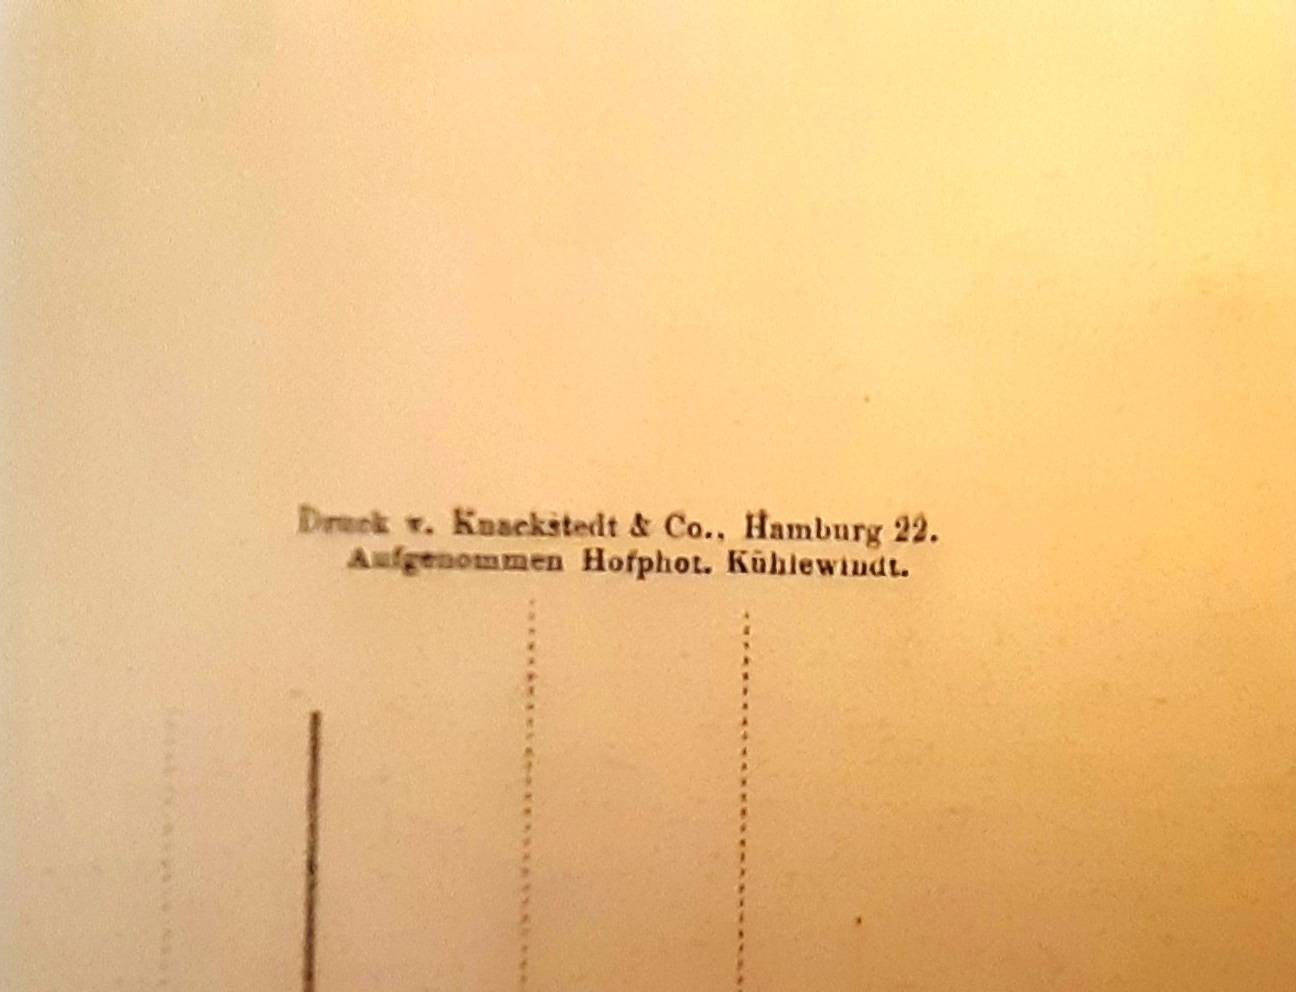 Druck v. Knackstedt & Co., Hamburg 22.
Aufgenommen Hofphot. Kühlewindt.